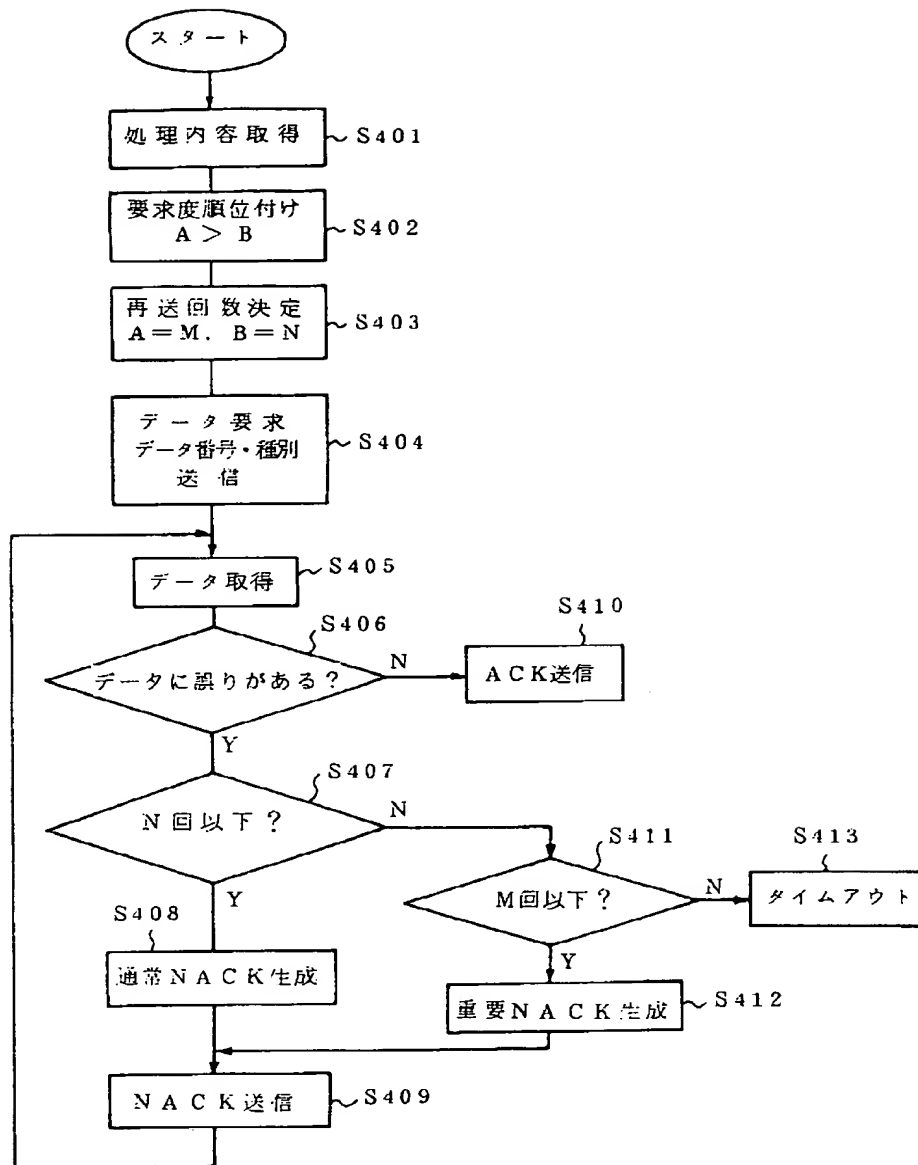 スタート
処理内容取得
S401
要求度順位付け
A > B
S402
再送回数決定
A=M. B=N
S403
データ要求
データ番号・種別
送信
S404
データ取得
S405
S406
データに誤りがある?
N
S410
ACK送信
Y
S407
N回以下?
N
S411
M回以下?
N
S413
タイムアウト
Y
S408
通常NACK生成
Y
重要NACK生成
S412
NACK送信
S409